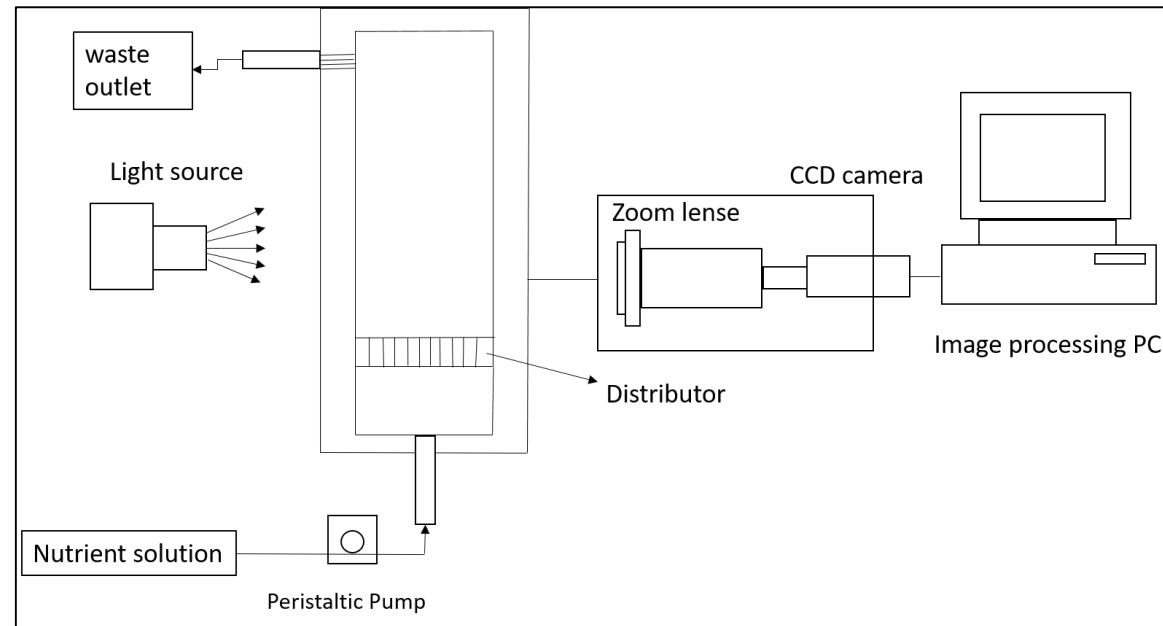 waste
outlet
Light source
CCD camera
Zoom lense
Image processing PC
Distributor
Nutrient solution
Peristaltic Pump